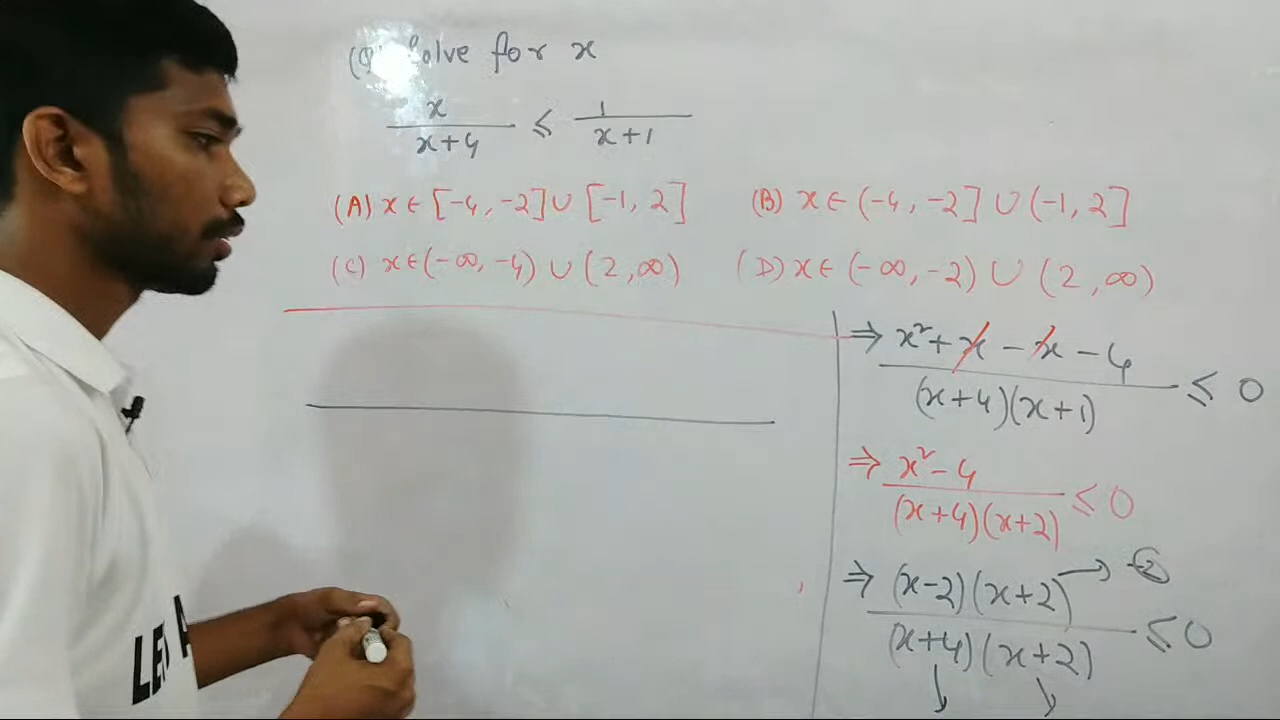 (Q) Solve for x
x/(x+4) ≤ 1/(x+1)
(A) x ∈ [-4, -2] ∪ [-1, 2] (B) x ∈ (-4, -2] ∪ (-1, 2]
(C) x ∈ (-∞, -4) ∪ (2, ∞) (D) x ∈ (-∞, -2) ∪ (2, ∞)
⇒ (x² + x - x - 4)/((x+4)(x+1)) ≤ 0
⇒ (x² - 4)/((x+4)(x+2)) ≤ 0
⇒ ((x-2)(x+2))/((x+4)(x+2)) ≤ 0